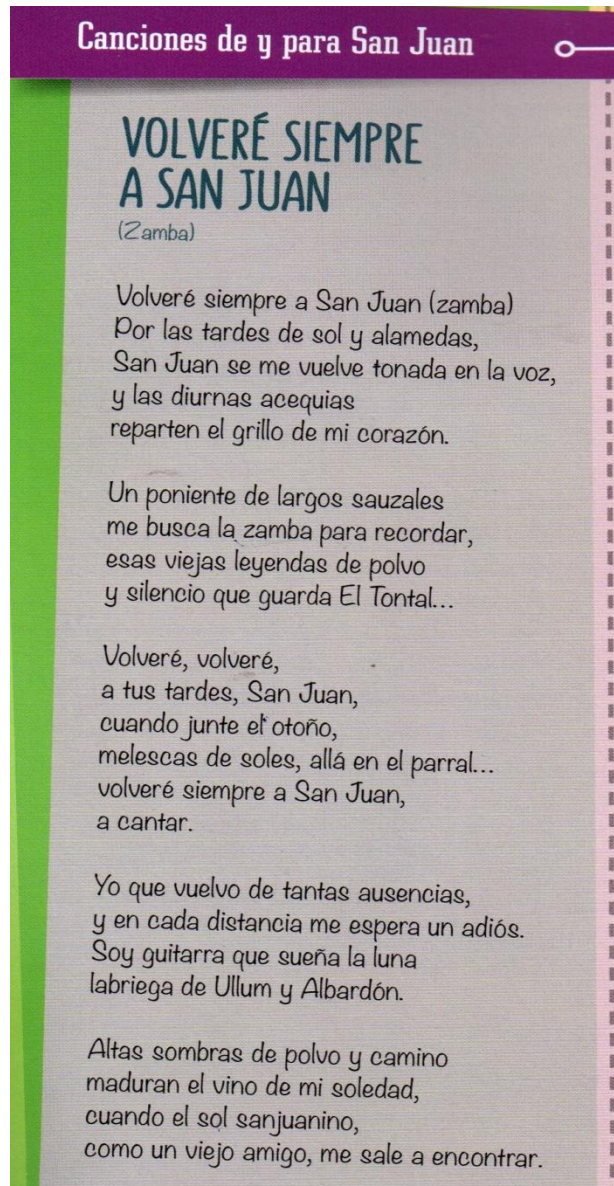 Canciones de y para San Juan
VOLVERÉ SIEMPRE
A SAN JUAN
(Zamba)
Volveré siempre a San Juan (zamba)
Por las tardes de sol y alamedas,
San Juan se me vuelve tonada en la voz,
y las diurnas acequias
reparten el grillo de mi corazón.
Un poniente de largos sauzales
me busca la zamba para recordar,
esas viejas leyendas de polvo
y silencio que guarda El Tontal...
Volveré, volveré,
a tus tardes, San Juan,
cuando junte el otoño,
melescas de soles, allá en el parral...
volveré siempre a San Juan,
a cantar.
Yo que vuelvo de tantas ausencias,
y en cada distancia me espera un adiós.
Soy guitarra que sueña la luna
labriega de Ullum y Albardón.
Altas sombras de polvo y camino
maduran el vino de mi soledad,
cuando el sol sanjuanino,
como un viejo amigo, me sale a encontrar.